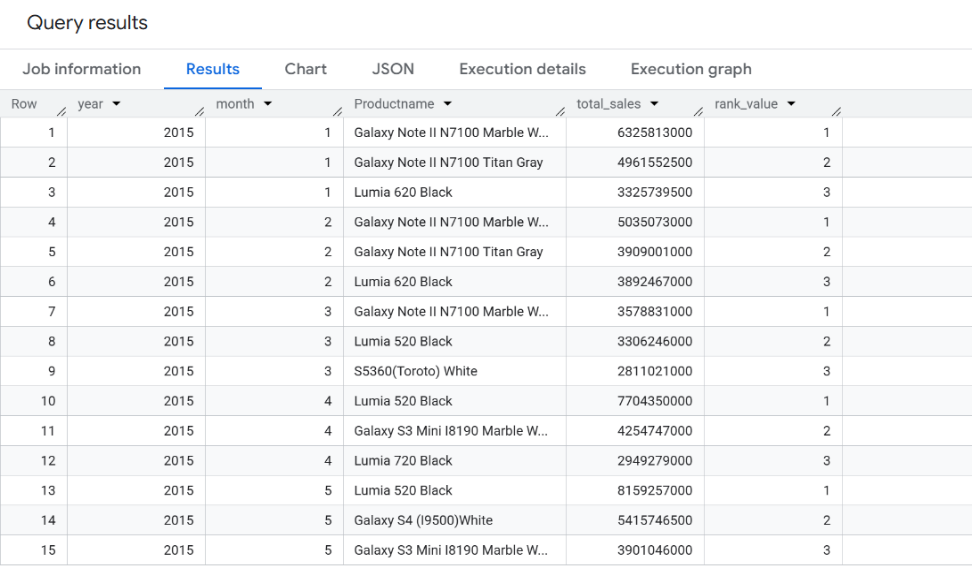 Query results
Job information Results Chart JSON Execution details Execution graph
Row year month Productname total_sales rank_value
1 2015 1 Galaxy Note II N7100 Marble W... 6325813000 1
2 2015 1 Galaxy Note II N7100 Titan Gray 4961552500 2
3 2015 1 Lumia 620 Black 3325739500 3
4 2015 2 Galaxy Note II N7100 Marble W... 5035073000 1
5 2015 2 Galaxy Note II N7100 Titan Gray 3909001000 2
6 2015 2 Lumia 620 Black 3892467000 3
7 2015 3 Galaxy Note II N7100 Marble W... 3578831000 1
8 2015 3 Lumia 520 Black 3306246000 2
9 2015 3 S5360(Toroto) White 2811021000 3
10 2015 4 Lumia 520 Black 7704350000 1
11 2015 4 Galaxy S3 Mini I8190 Marble W... 4254747000 2
12 2015 4 Lumia 720 Black 2949279000 3
13 2015 5 Lumia 520 Black 8159257000 1
14 2015 5 Galaxy S4 (I9500)White 5415746500 2
15 2015 5 Galaxy S3 Mini I8190 Marble W... 3901046000 3